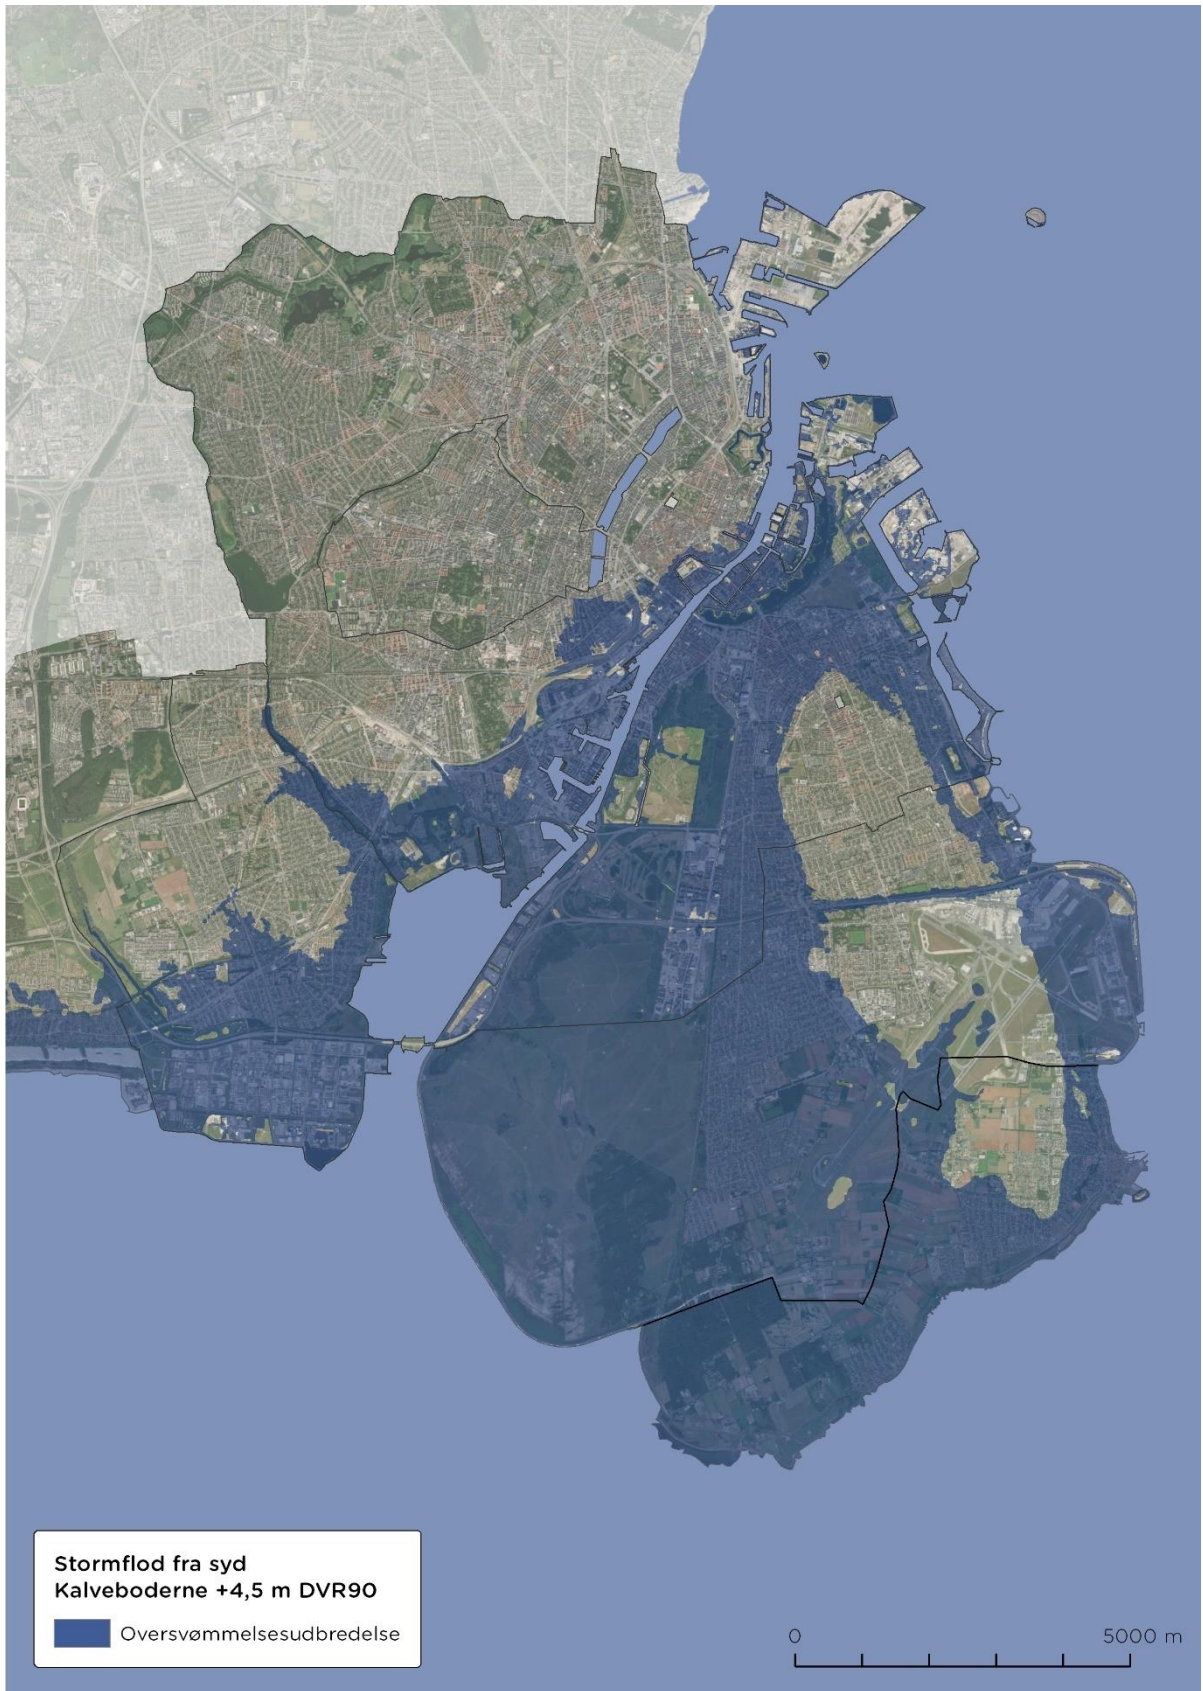 Stormflod fra syd
Kalveboderne +4,5 m DVR90
Oversvømmelsesudbredelse
0 5000 m